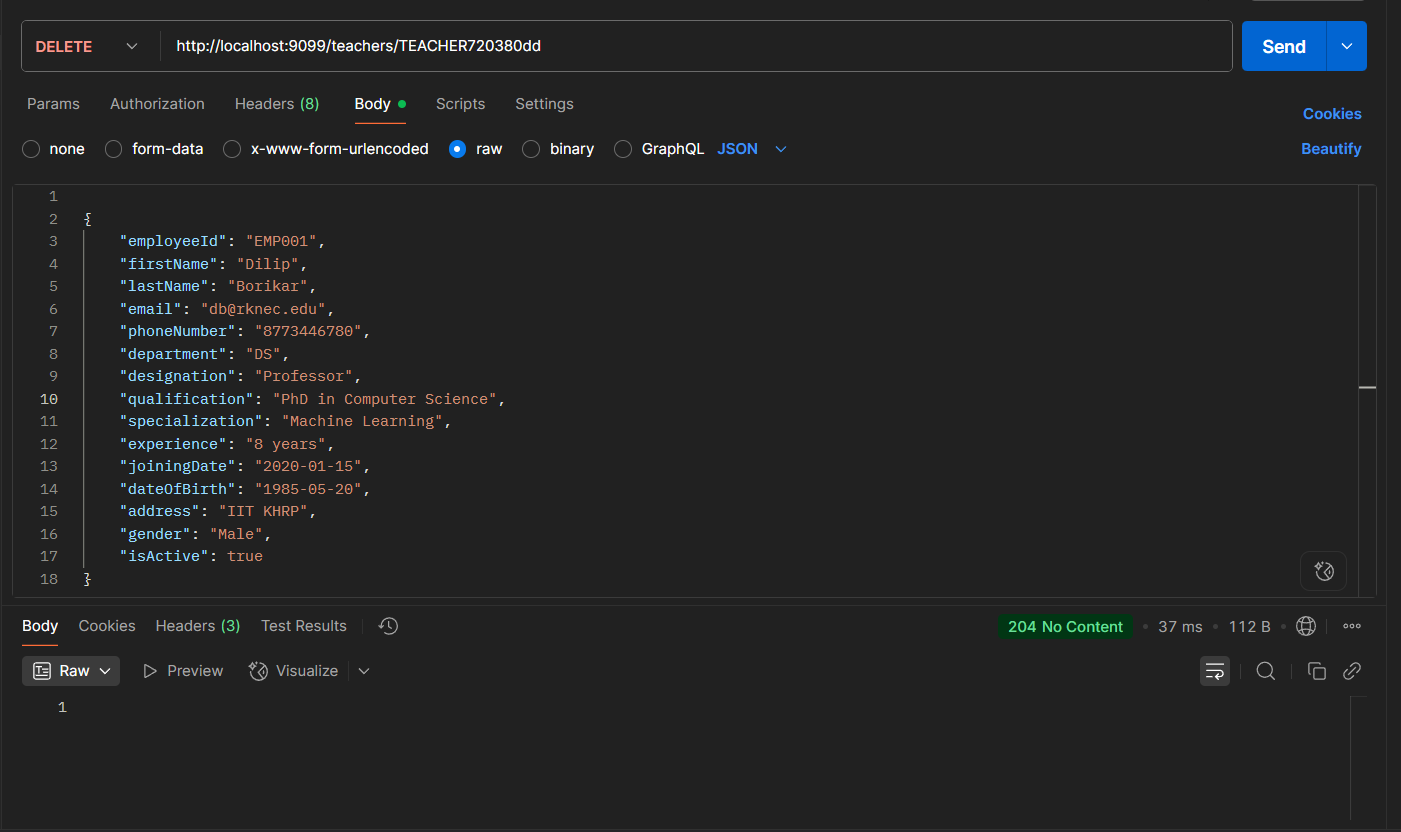 DELETE http://localhost:9099/teachers/TEACHER720380dd Send
Params Authorization Headers (8) Body Scripts Settings Cookies
none form-data x-www-form-urlencoded raw binary GraphQL JSON Beautify
1
2 {
3 "employeeId": "EMP001",
4 "firstName": "Dilip",
5 "lastName": "Borikar",
6 "email": "db@rknec.edu",
7 "phoneNumber": "8773446780",
8 "department": "DS",
9 "designation": "Professor",
10 "qualification": "PhD in Computer Science",
11 "specialization": "Machine Learning",
12 "experience": "8 years",
13 "joiningDate": "2020-01-15",
14 "dateOfBirth": "1985-05-20",
15 "address": "IIT KHRP",
16 "gender": "Male",
17 "isActive": true
18 }
Body Cookies Headers (3) Test Results 204 No Content • 37 ms • 112 B •
Raw Preview Visualize
1